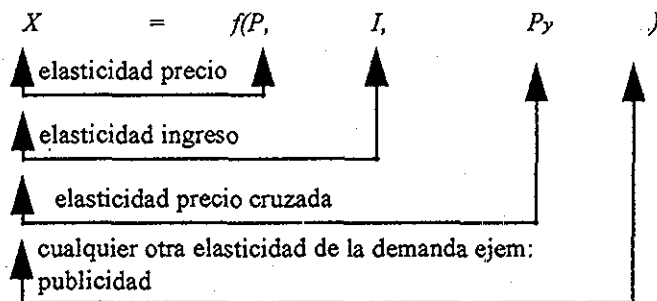 X = f(P, I, Py .)
elasticidad precio
elasticidad ingreso
elasticidad precio cruzada
cualquier otra elasticidad de la demanda ejem:
publicidad